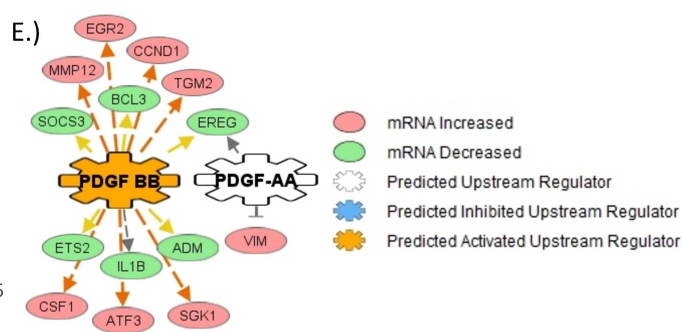 E.)
EGR2
CCND1
MMP12
TGM2
BCL3
SOCS3
EREG
PDGF BB
PDGF-AA
ETS2
IL1B
ADM
VIM
CSF1
ATF3
SGK1
mRNA Increased
mRNA Decreased
Predicted Upstream Regulator
Predicted Inhibited Upstream Regulator
Predicted Activated Upstream Regulator